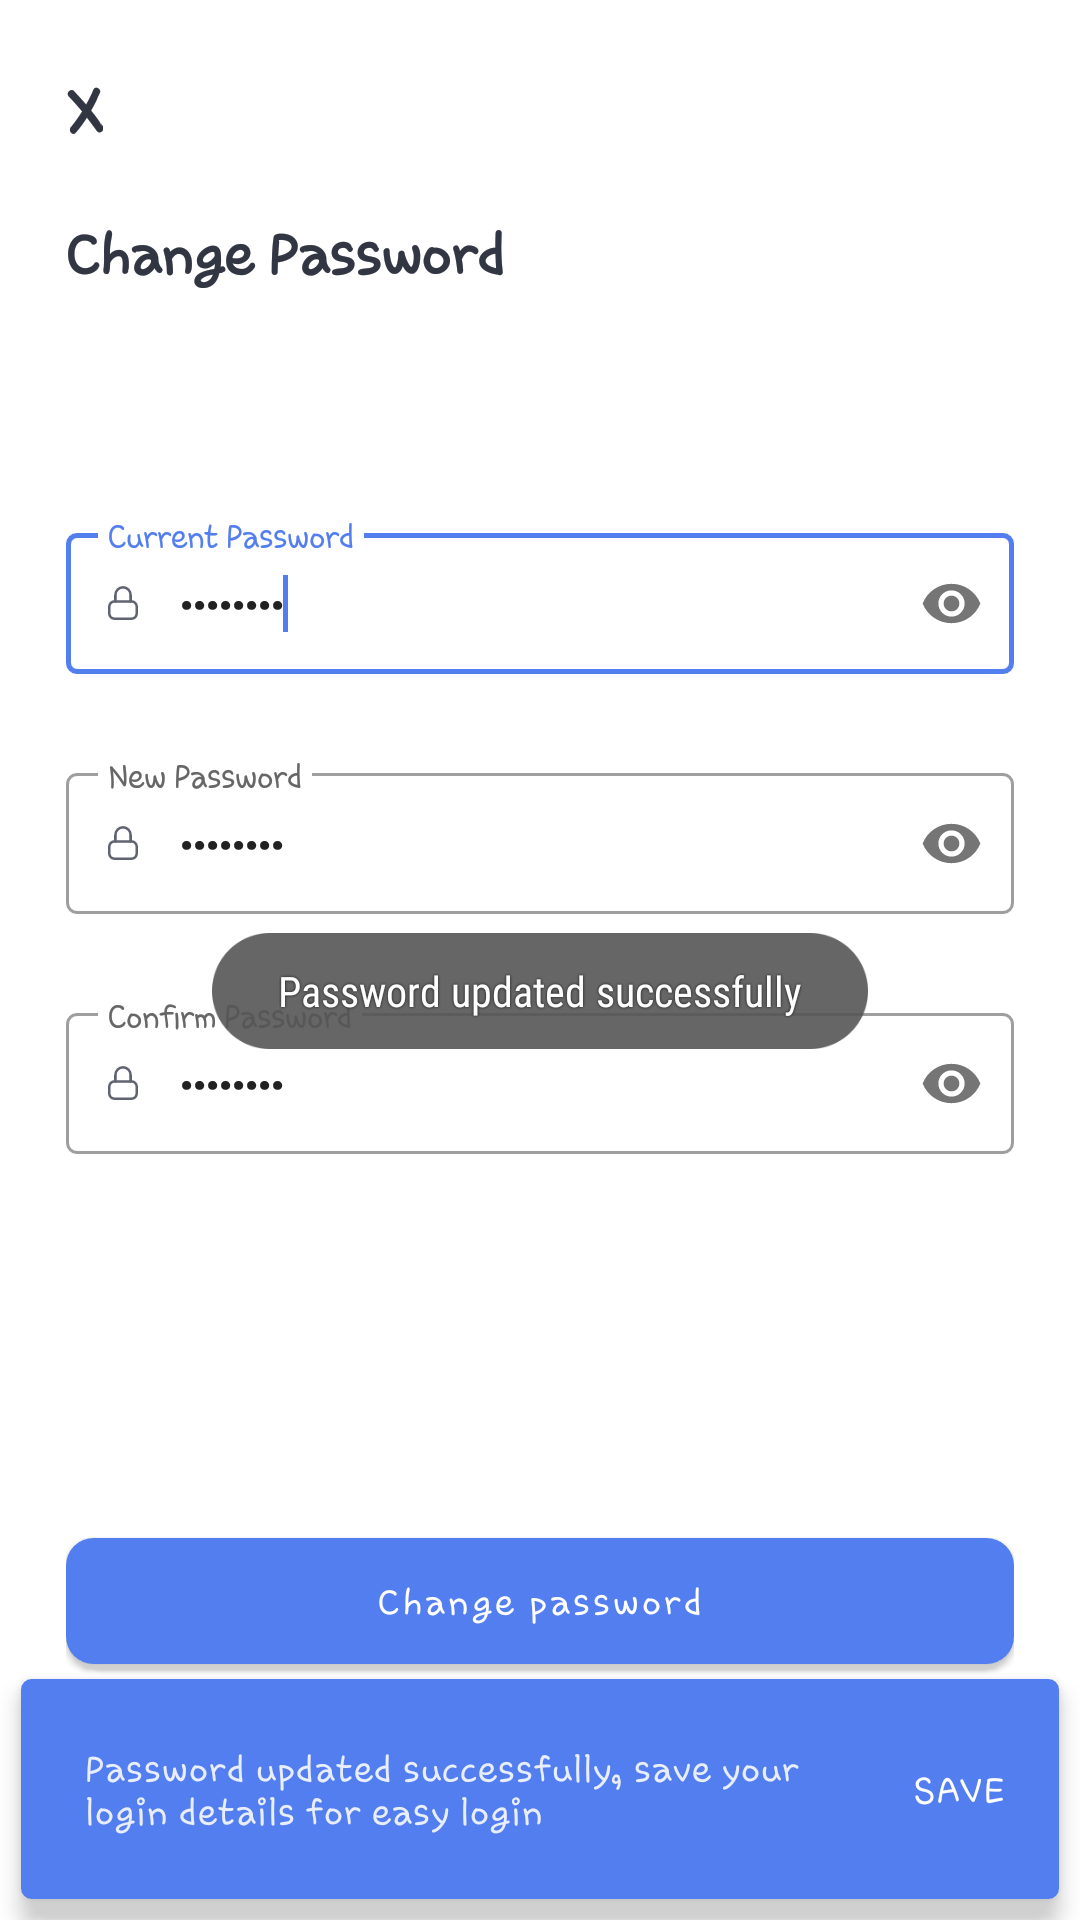 X
Change Password
Current Password
••••••••
New Password
••••••••
Password updated successfully
Confirm Password
••••••••
Change password
Password updated successfully, save your
login details for easy login
SAVE